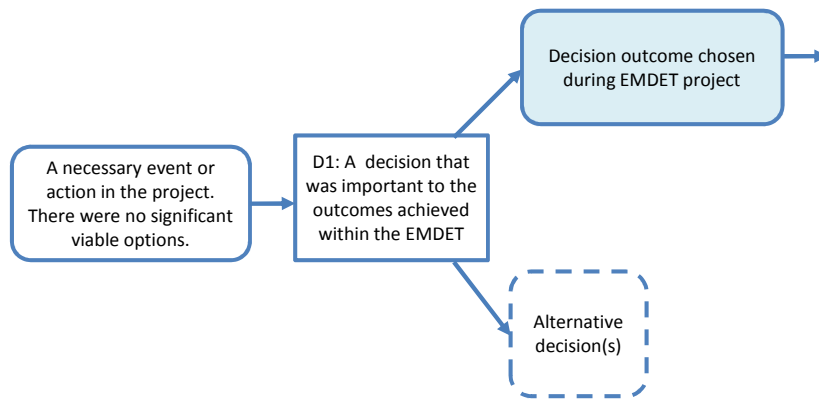 Decision outcome chosen
during EMDET project
A necessary event or
action in the project.
There were no significant
viable options.
D1: A decision that
was important to the
outcomes achieved
within the EMDET
Alternative
decision(s)